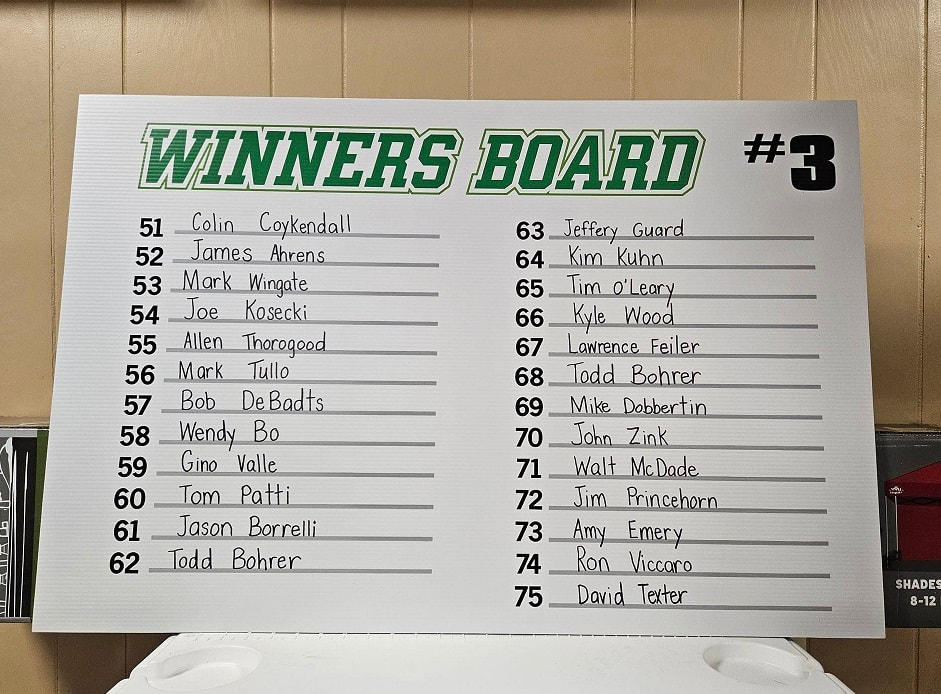 WINNERS BOARD #3
51 Colin Coykendall
52 James Ahrens
53 Mark Wingate
54 Joe Kosecki
55 Allen Thorogood
56 Mark Tullo
57 Bob DeBadts
58 Wendy Bo
59 Gino Valle
60 Tom Patti
61 Jason Borrelli
62 Todd Bohrer
63 Jeffery Guard
64 Kim Kuhn
65 Tim O'Leary
66 Kyle Wood
67 Lawrence Feiler
68 Todd Bohrer
69 Mike Dobbertin
70 John Zink
71 Walt McDade
72 Jim Princehorn
73 Amy Emery
74 Ron Viccaro
75 David Texter
SHADES
8-12